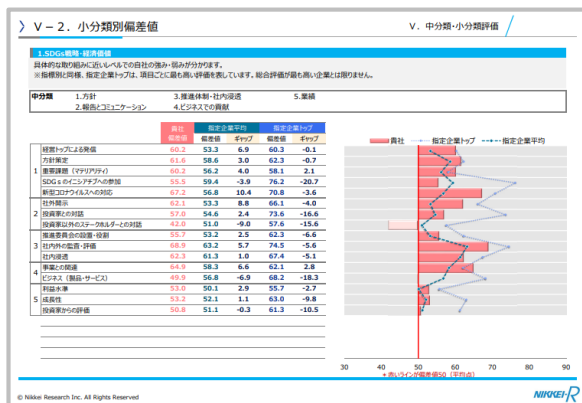 〉 Ⅴ－２．小分類別偏差値
Ⅴ．中分類・小分類評価
1.SDGs戦略・経済価値
具体的な取り組みに近いレベルでの自社の強み・弱みが分かります。
※指標別と同様、指定企業トップは、項目ごとに最も高い評価を表しています。総合評価が最も高い企業とは限りません。
中分類 1.方針 3.推進体制・社内浸透 5.業績
2.報告とコミュニケーション 4.ビジネスでの貢献
貴社 指定企業平均 指定企業トップ
偏差値 偏差値 ギャップ 偏差値 ギャップ
貴社 指定企業トップ 指定企業平均
1
経営トップによる発信 60.2 53.3 6.9 60.3 -0.1
方針策定 61.6 58.6 3.0 62.3 -0.7
重要課題（マテリアリティ） 60.2 56.2 4.0 58.1 2.1
SDGｓのイニシアチブへの参加 55.5 59.4 -3.9 76.2 -20.7
新型コロナウイルスへの対応 67.2 56.8 10.4 70.8 -3.6
2
社外開示 62.1 53.3 8.8 66.1 -4.0
投資家との対話 57.0 54.6 2.4 73.6 -16.6
投資家以外のステークホルダーとの対話 42.0 51.0 -9.0 57.6 -15.6
3
推進委員会の設置・役割 55.7 53.2 2.5 62.3 -6.6
社内外の監査・評価 68.9 63.2 5.7 74.5 -5.6
社内浸透 62.3 61.3 1.0 67.4 -5.1
4
事業との関連 64.9 58.3 6.6 62.1 2.8
ビジネス（製品・サービス） 49.9 56.8 -6.9 68.2 -18.3
5
利益水準 53.0 50.1 2.9 55.7 -2.7
成長性 53.2 52.1 1.1 63.0 -9.8
投資家からの評価 50.8 51.1 -0.3 61.3 -10.5
30 40 50 60 70 80 90
＊赤いラインが偏差値50（平均点）
© Nikkei Research Inc. All Rights Reserved
NIKKEI-R